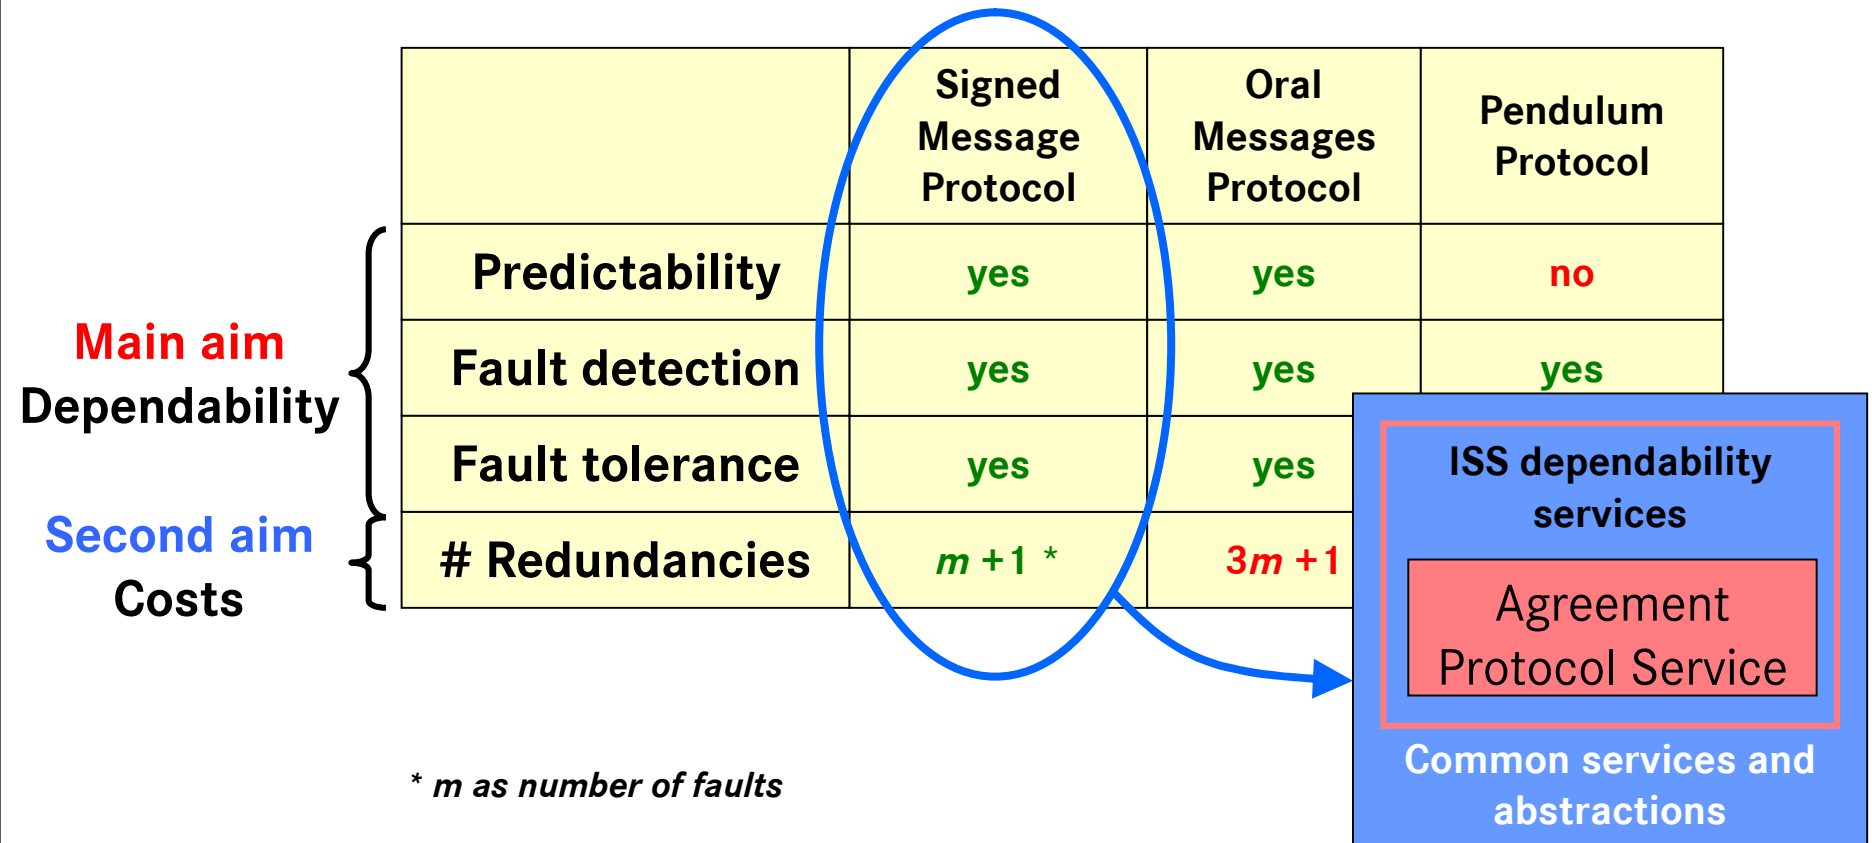 Signed
Message
Protocol
Oral
Messages
Protocol
Pendulum
Protocol
Predictability yes yes no
Main aim
Dependability
Fault detection yes yes yes
Fault tolerance yes yes
Second aim
Costs
# Redundancies m +1 * 3m +1
ISS dependability
services
Agreement
Protocol Service
Common services and
abstractions
* m as number of faults